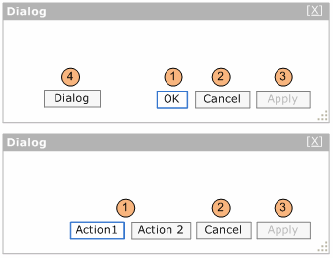 Dialog [X]
4 1 2 3
Dialog OK Cancel Apply
Dialog [X]
1 2 3
Action1 Action 2 Cancel Apply